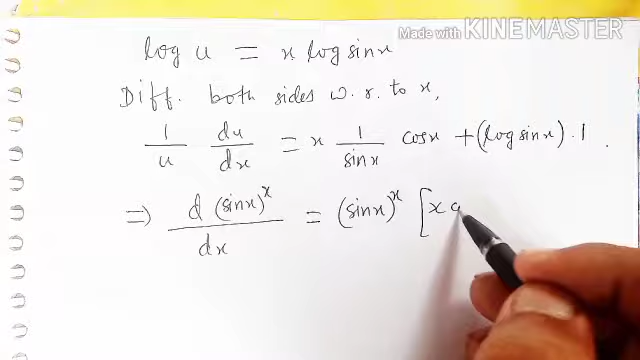 Made with KINEMASTER
log u = x log sinx
Diff. both sides w. r. to x,
1/u du/dx = x 1/sinx cosx + (log sinx) . 1 .
⇒ d (sinx)^x / dx = (sinx)^x [ x